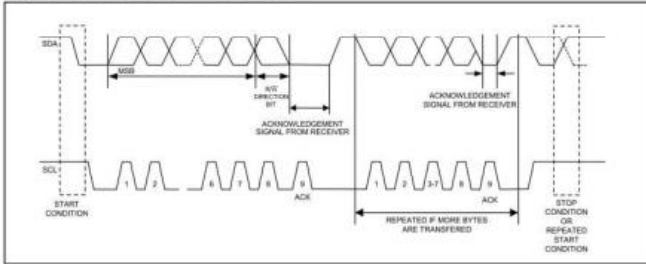 SDA
MSB
R/W
DIRECTION
BIT
ACKNOWLEDGEMENT
SIGNAL FROM RECEIVER
ACKNOWLEDGEMENT
SIGNAL FROM RECEIVER
SCL
1 2 6 7 8 9 1 2 3-7 8 9
ACK ACK
START
CONDITION
REPEATED IF MORE BYTES
ARE TRANSFERED
STOP
CONDITION
OR
REPEATED
START
CONDITION